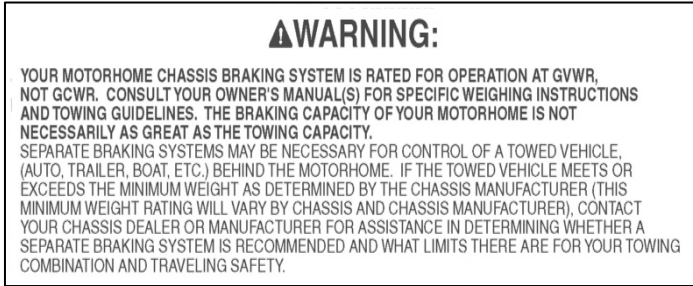 ⚠WARNING:
YOUR MOTORHOME CHASSIS BRAKING SYSTEM IS RATED FOR OPERATION AT GVWR,
NOT GCWR. CONSULT YOUR OWNER'S MANUAL(S) FOR SPECIFIC WEIGHING INSTRUCTIONS
AND TOWING GUIDELINES. THE BRAKING CAPACITY OF YOUR MOTORHOME IS NOT
NECESSARILY AS GREAT AS THE TOWING CAPACITY.
SEPARATE BRAKING SYSTEMS MAY BE NECESSARY FOR CONTROL OF A TOWED VEHICLE,
(AUTO, TRAILER, BOAT, ETC.) BEHIND THE MOTORHOME. IF THE TOWED VEHICLE MEETS OR
EXCEEDS THE MINIMUM WEIGHT AS DETERMINED BY THE CHASSIS MANUFACTURER (THIS
MINIMUM WEIGHT RATING WILL VARY BY CHASSIS AND CHASSIS MANUFACTURER), CONTACT
YOUR CHASSIS DEALER OR MANUFACTURER FOR ASSISTANCE IN DETERMINING WHETHER A
SEPARATE BRAKING SYSTEM IS RECOMMENDED AND WHAT LIMITS THERE ARE FOR YOUR TOWING
COMBINATION AND TRAVELING SAFETY.